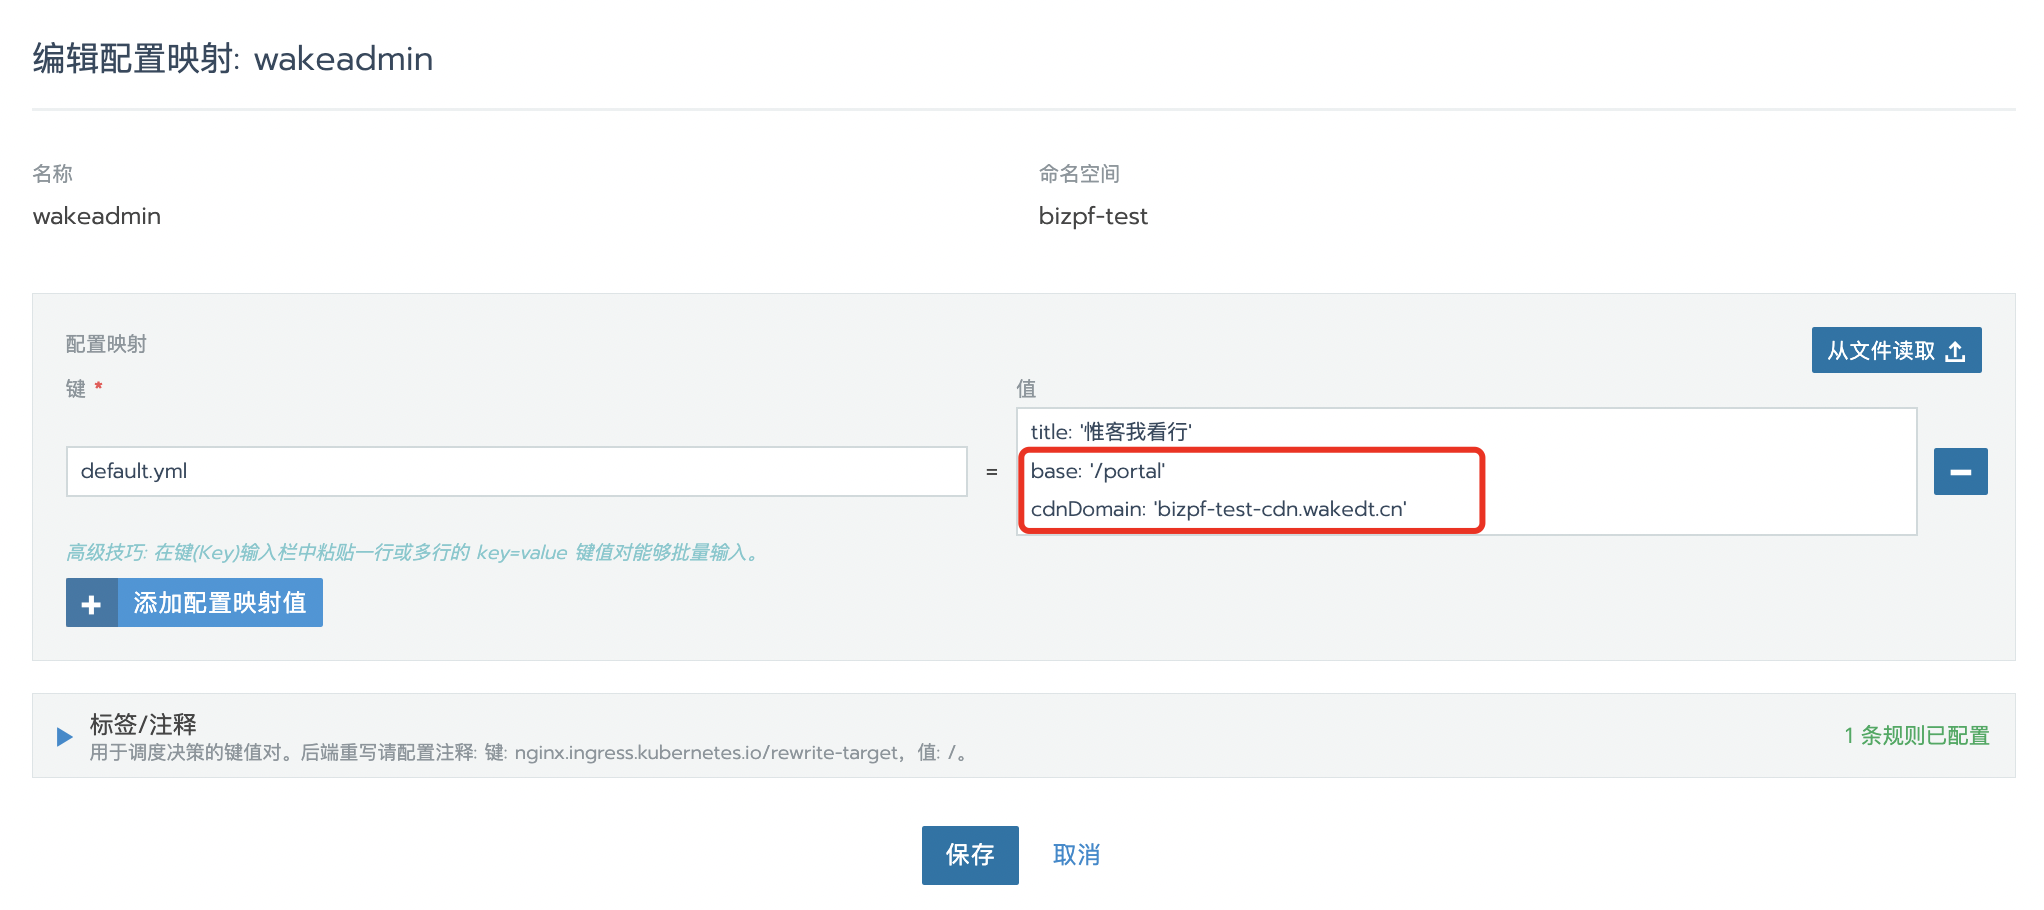 编辑配置映射: wakeadmin
名称
wakeadmin
命名空间
bizpf-test
配置映射
从文件读取
键 *
值
default.yml
=
title: '惟客我看行'
base: '/portal'
cdnDomain: 'bizpf-test-cdn.wakedt.cn'
高级技巧: 在键(Key)输入栏中粘贴一行或多行的 key=value 键值对能够批量输入。
添加配置映射值
标签/注释
用于调度决策的键值对。后端重写请配置注释: 键: nginx.ingress.kubernetes.io/rewrite-target，值: /。
1 条规则已配置
保存
取消